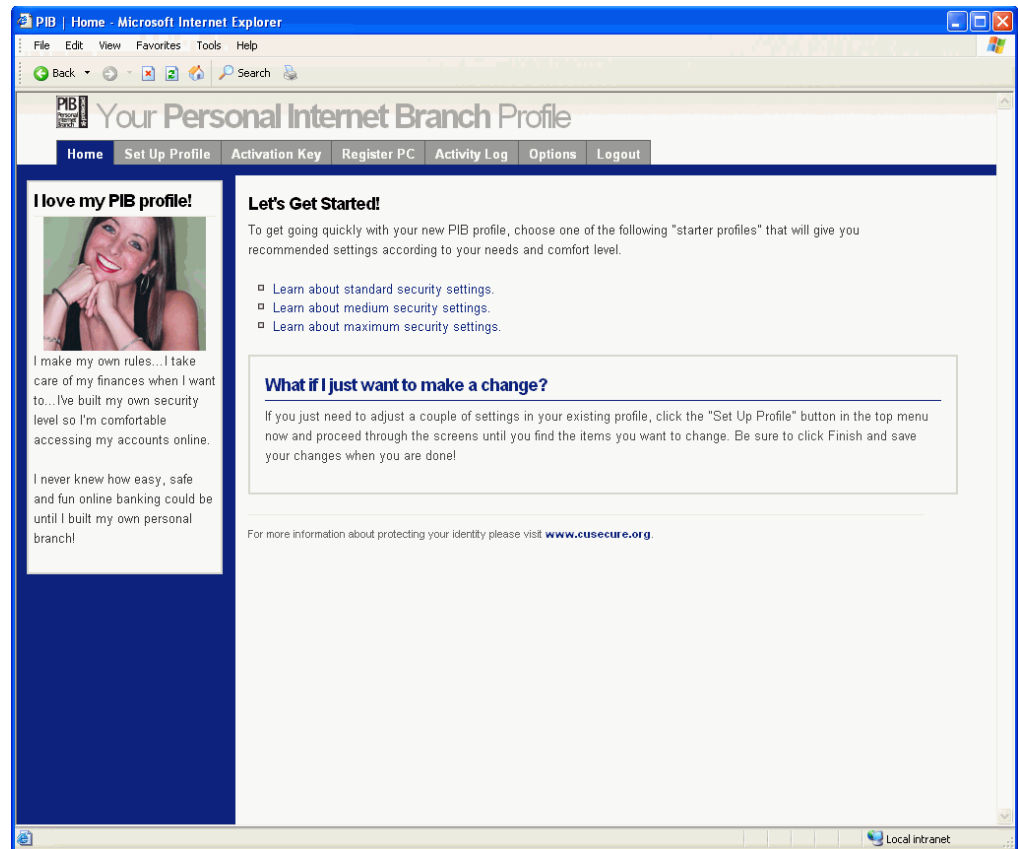 PIB | Home - Microsoft Internet Explorer
File Edit View Favorites Tools Help
Back Search
PIB
Personal
Internet
Branch
Your Personal Internet Branch Profile
Home Set Up Profile Activation Key Register PC Activity Log Options Logout
I love my PIB profile!
I make my own rules...I take
care of my finances when I want
to...I've built my own security
level so I'm comfortable
accessing my accounts online.
I never knew how easy, safe
and fun online banking could be
until I built my own personal
branch!
Let's Get Started!
To get going quickly with your new PIB profile, choose one of the following "starter profiles" that will give you
recommended settings according to your needs and comfort level.
Learn about standard security settings.
Learn about medium security settings.
Learn about maximum security settings.
What if I just want to make a change?
If you just need to adjust a couple of settings in your existing profile, click the "Set Up Profile" button in the top menu
now and proceed through the screens until you find the items you want to change. Be sure to click Finish and save
your changes when you are done!
For more information about protecting your identity please visit www.cusecure.org.
Local intranet